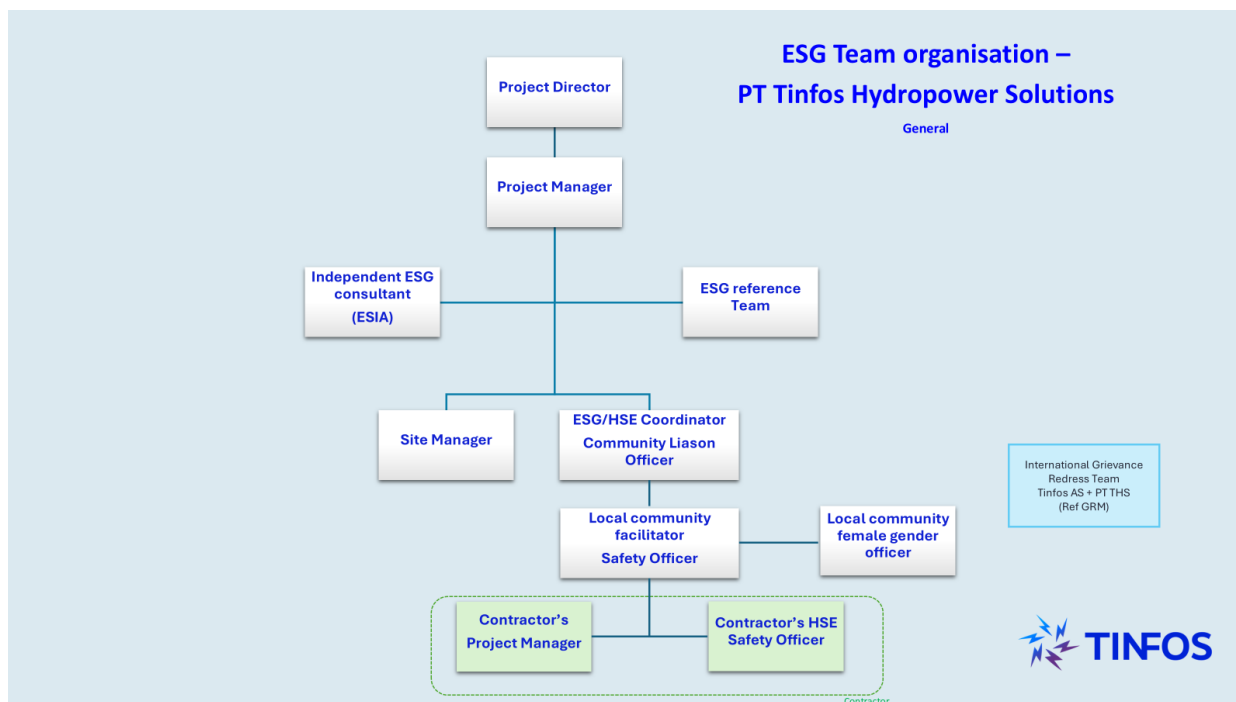 ESG Team organisation –
PT Tinfos Hydropower Solutions
General
Project Director
Project Manager
Independent ESG
consultant
(ESIA)
ESG reference
Team
Site Manager
ESG/HSE Coordinator
Community Liason
Officer
International Grievance
Redress Team
Tinfos AS + PT THS
(Ref GRM)
Local community
facilitator
Safety Officer
Local community
female gender
officer
Contractor’s
Project Manager
Contractor’s HSE
Safety Officer
TINFOS
Contractor